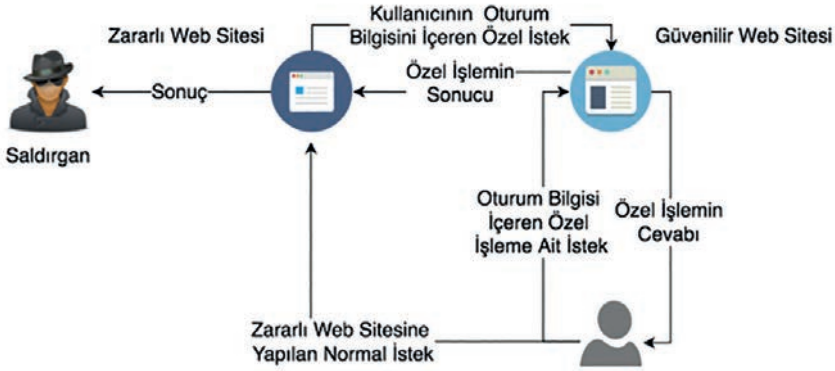 Kullanıcının Oturum
Bilgisini İçeren Özel İstek
Zararlı Web Sitesi
Güvenilir Web Sitesi
Özel İşlemin
Sonucu
Sonuç
Saldırgan
Oturum Bilgisi
İçeren Özel
İşleme Ait İstek
Özel İşlemin
Cevabı
Zararlı Web Sitesine
Yapılan Normal İstek